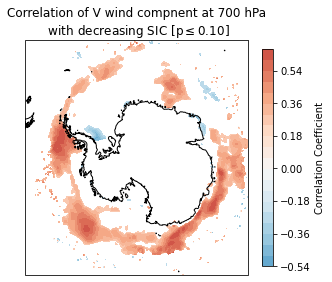 Correlation of V wind compnent at 700 hPa
with decreasing SIC [p ≤ 0.10]
0.54
0.36
0.18
0.00
−0.18
−0.36
−0.54
Correlation Coefficient